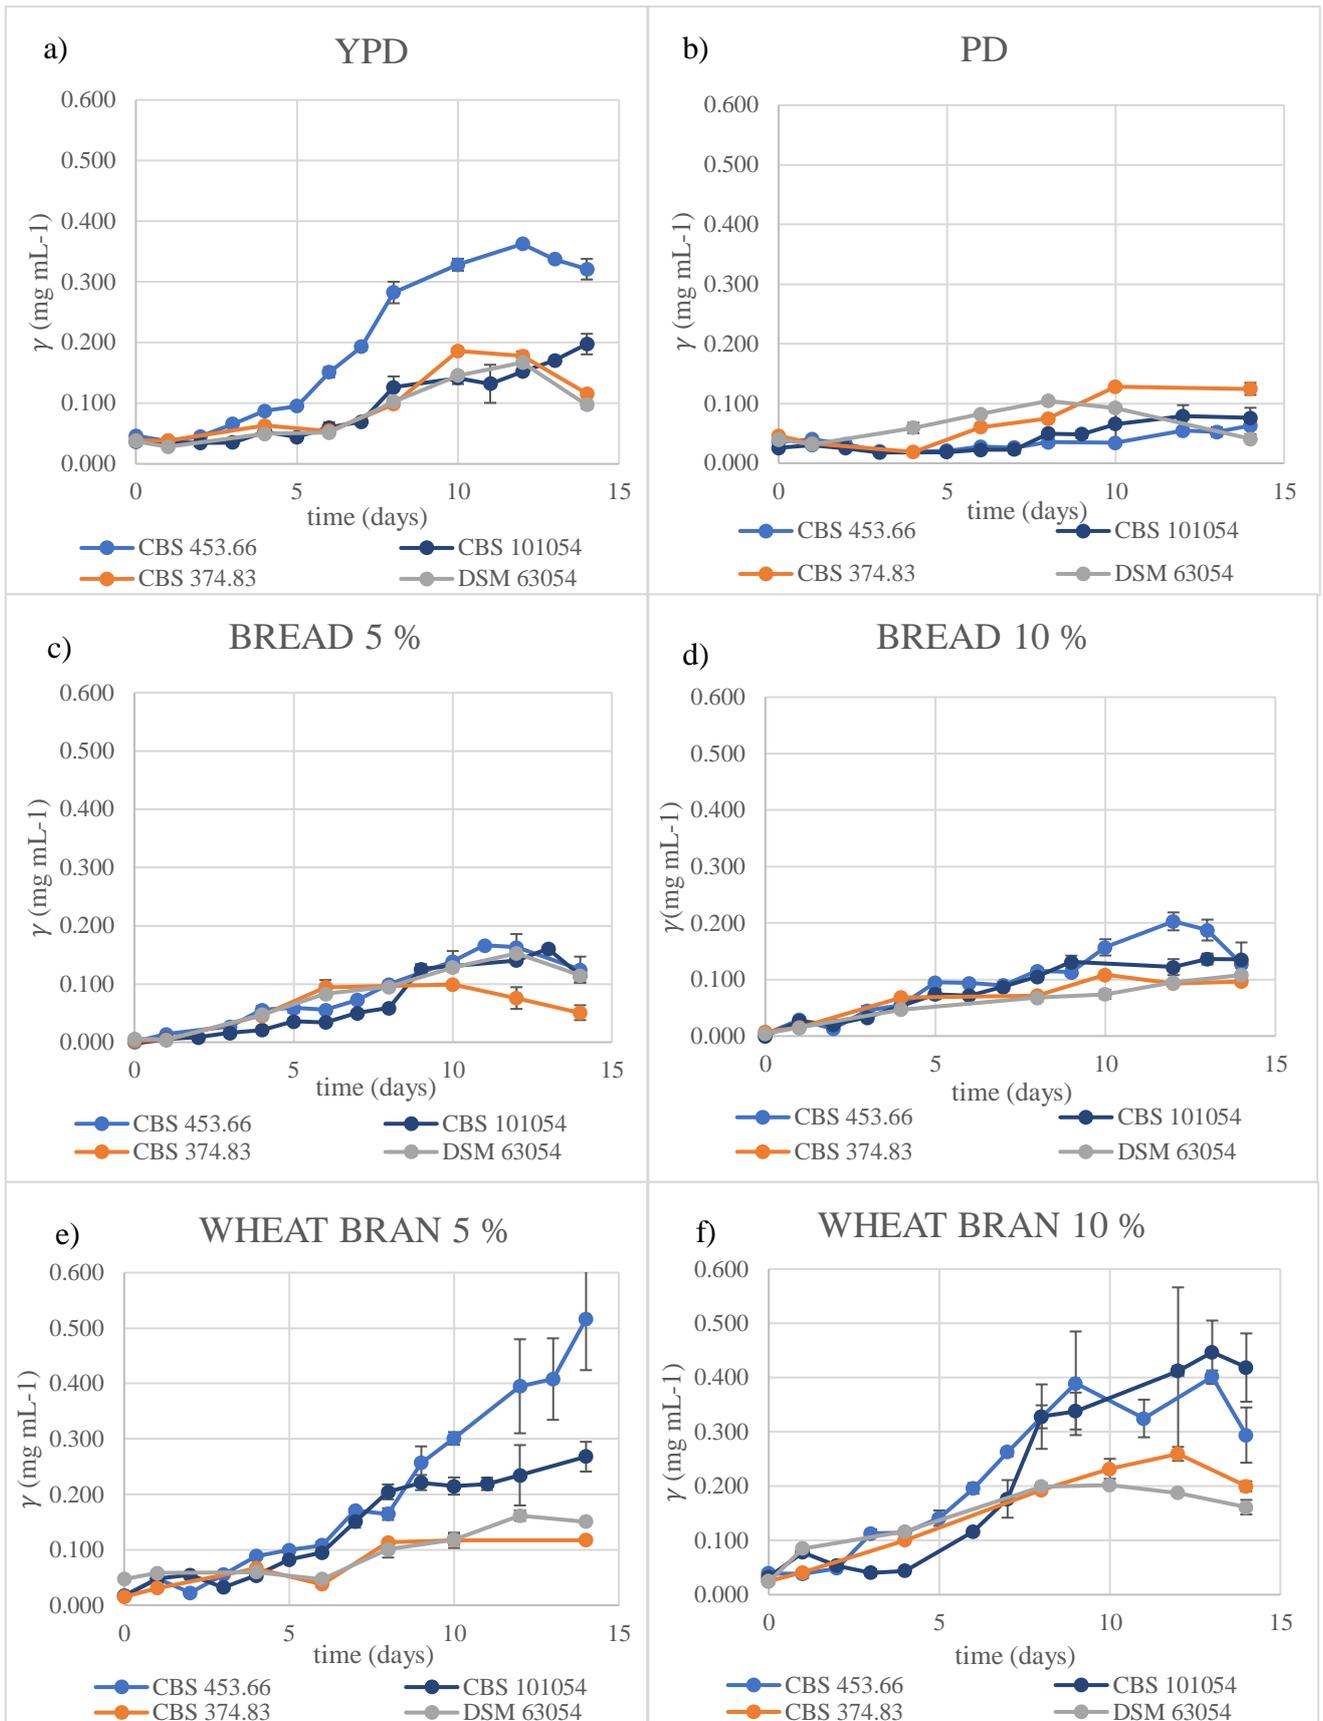 a)
YPD
0.600
0.500
0.400
0.300
0.200
0.100
0.000
γ (mg mL-1)
0 5 10 15
time (days)
CBS 453.66 CBS 101054
CBS 374.83 DSM 63054
b)
PD
0.600
0.500
0.400
0.300
0.200
0.100
0.000
γ (mg mL-1)
0 5 10 15
time (days)
CBS 453.66 CBS 101054
CBS 374.83 DSM 63054
c)
BREAD 5 %
0.600
0.500
0.400
0.300
0.200
0.100
0.000
γ (mg mL-1)
0 5 10 15
time (days)
CBS 453.66 CBS 101054
CBS 374.83 DSM 63054
d)
BREAD 10 %
0.600
0.500
0.400
0.300
0.200
0.100
0.000
γ(mg mL-1)
0 5 10 15
time (days)
CBS 453.66 CBS 101054
CBS 374.83 DSM 63054
e)
WHEAT BRAN 5 %
0.600
0.500
0.400
0.300
0.200
0.100
0.000
γ (mg mL-1)
0 5 10 15
time (days)
CBS 453.66 CBS 101054
CBS 374.83 DSM 63054
f)
WHEAT BRAN 10 %
0.600
0.500
0.400
0.300
0.200
0.100
0.000
γ (mg mL-1)
0 5 10 15
time (days)
CBS 453.66 CBS 101054
CBS 374.83 DSM 63054